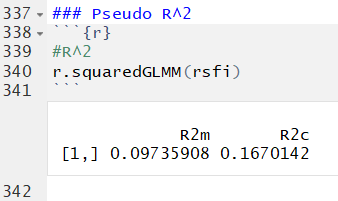 337 ### Pseudo R^2
338 ```{r}
339 #R^2
340 r.squaredGLMM(rsfi)
341 ```
R2m R2c
[1,] 0.09735908 0.1670142
342